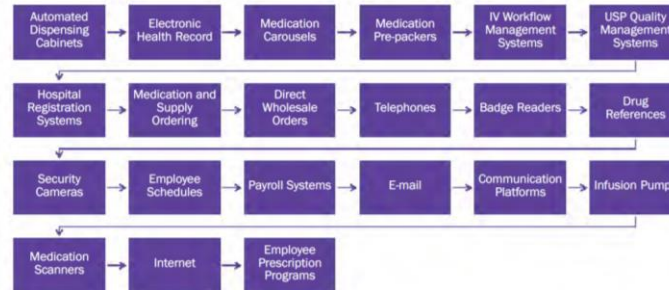 Automated
Dispensing
Cabinets
Electronic
Health Record
Medication
Carousels
Medication
Pre-packers
IV Workflow
Management
Systems
USP Quality
Management
Systems
Hospital
Registration
Systems
Medication and
Supply
Ordering
Direct
Wholesale
Orders
Telephones
Badge Readers
Drug
References
Security
Cameras
Employee
Schedules
Payroll Systems
E-mail
Communication
Platforms
Infusion Pump
Medication
Scanners
Internet
Employee
Prescription
Programs